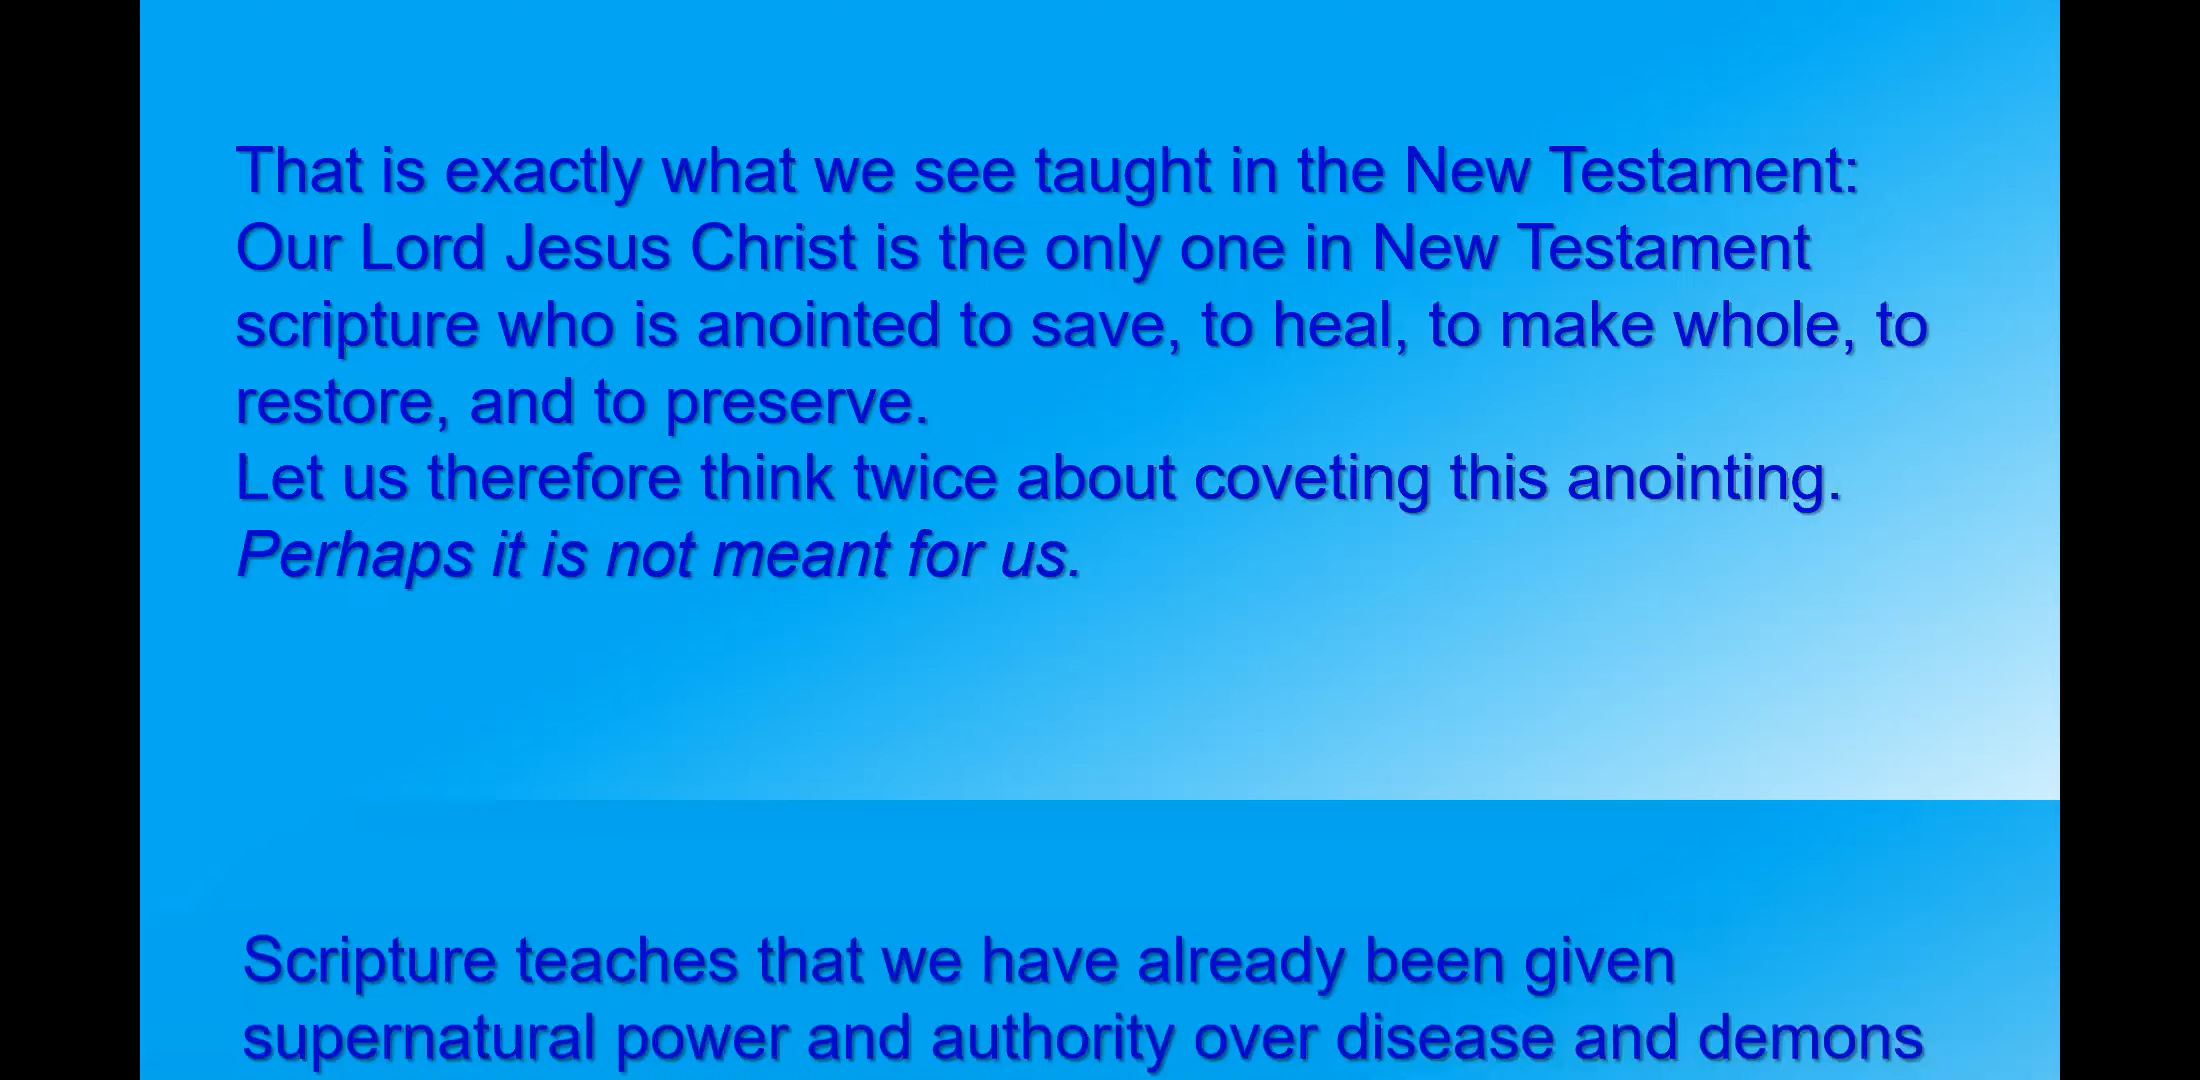 That is exactly what we see taught in the New Testament:
Our Lord Jesus Christ is the only one in New Testament
scripture who is anointed to save, to heal, to make whole, to
restore, and to preserve.
Let us therefore think twice about coveting this anointing.
Perhaps it is not meant for us.
Scripture teaches that we have already been given
supernatural power and authority over disease and demons